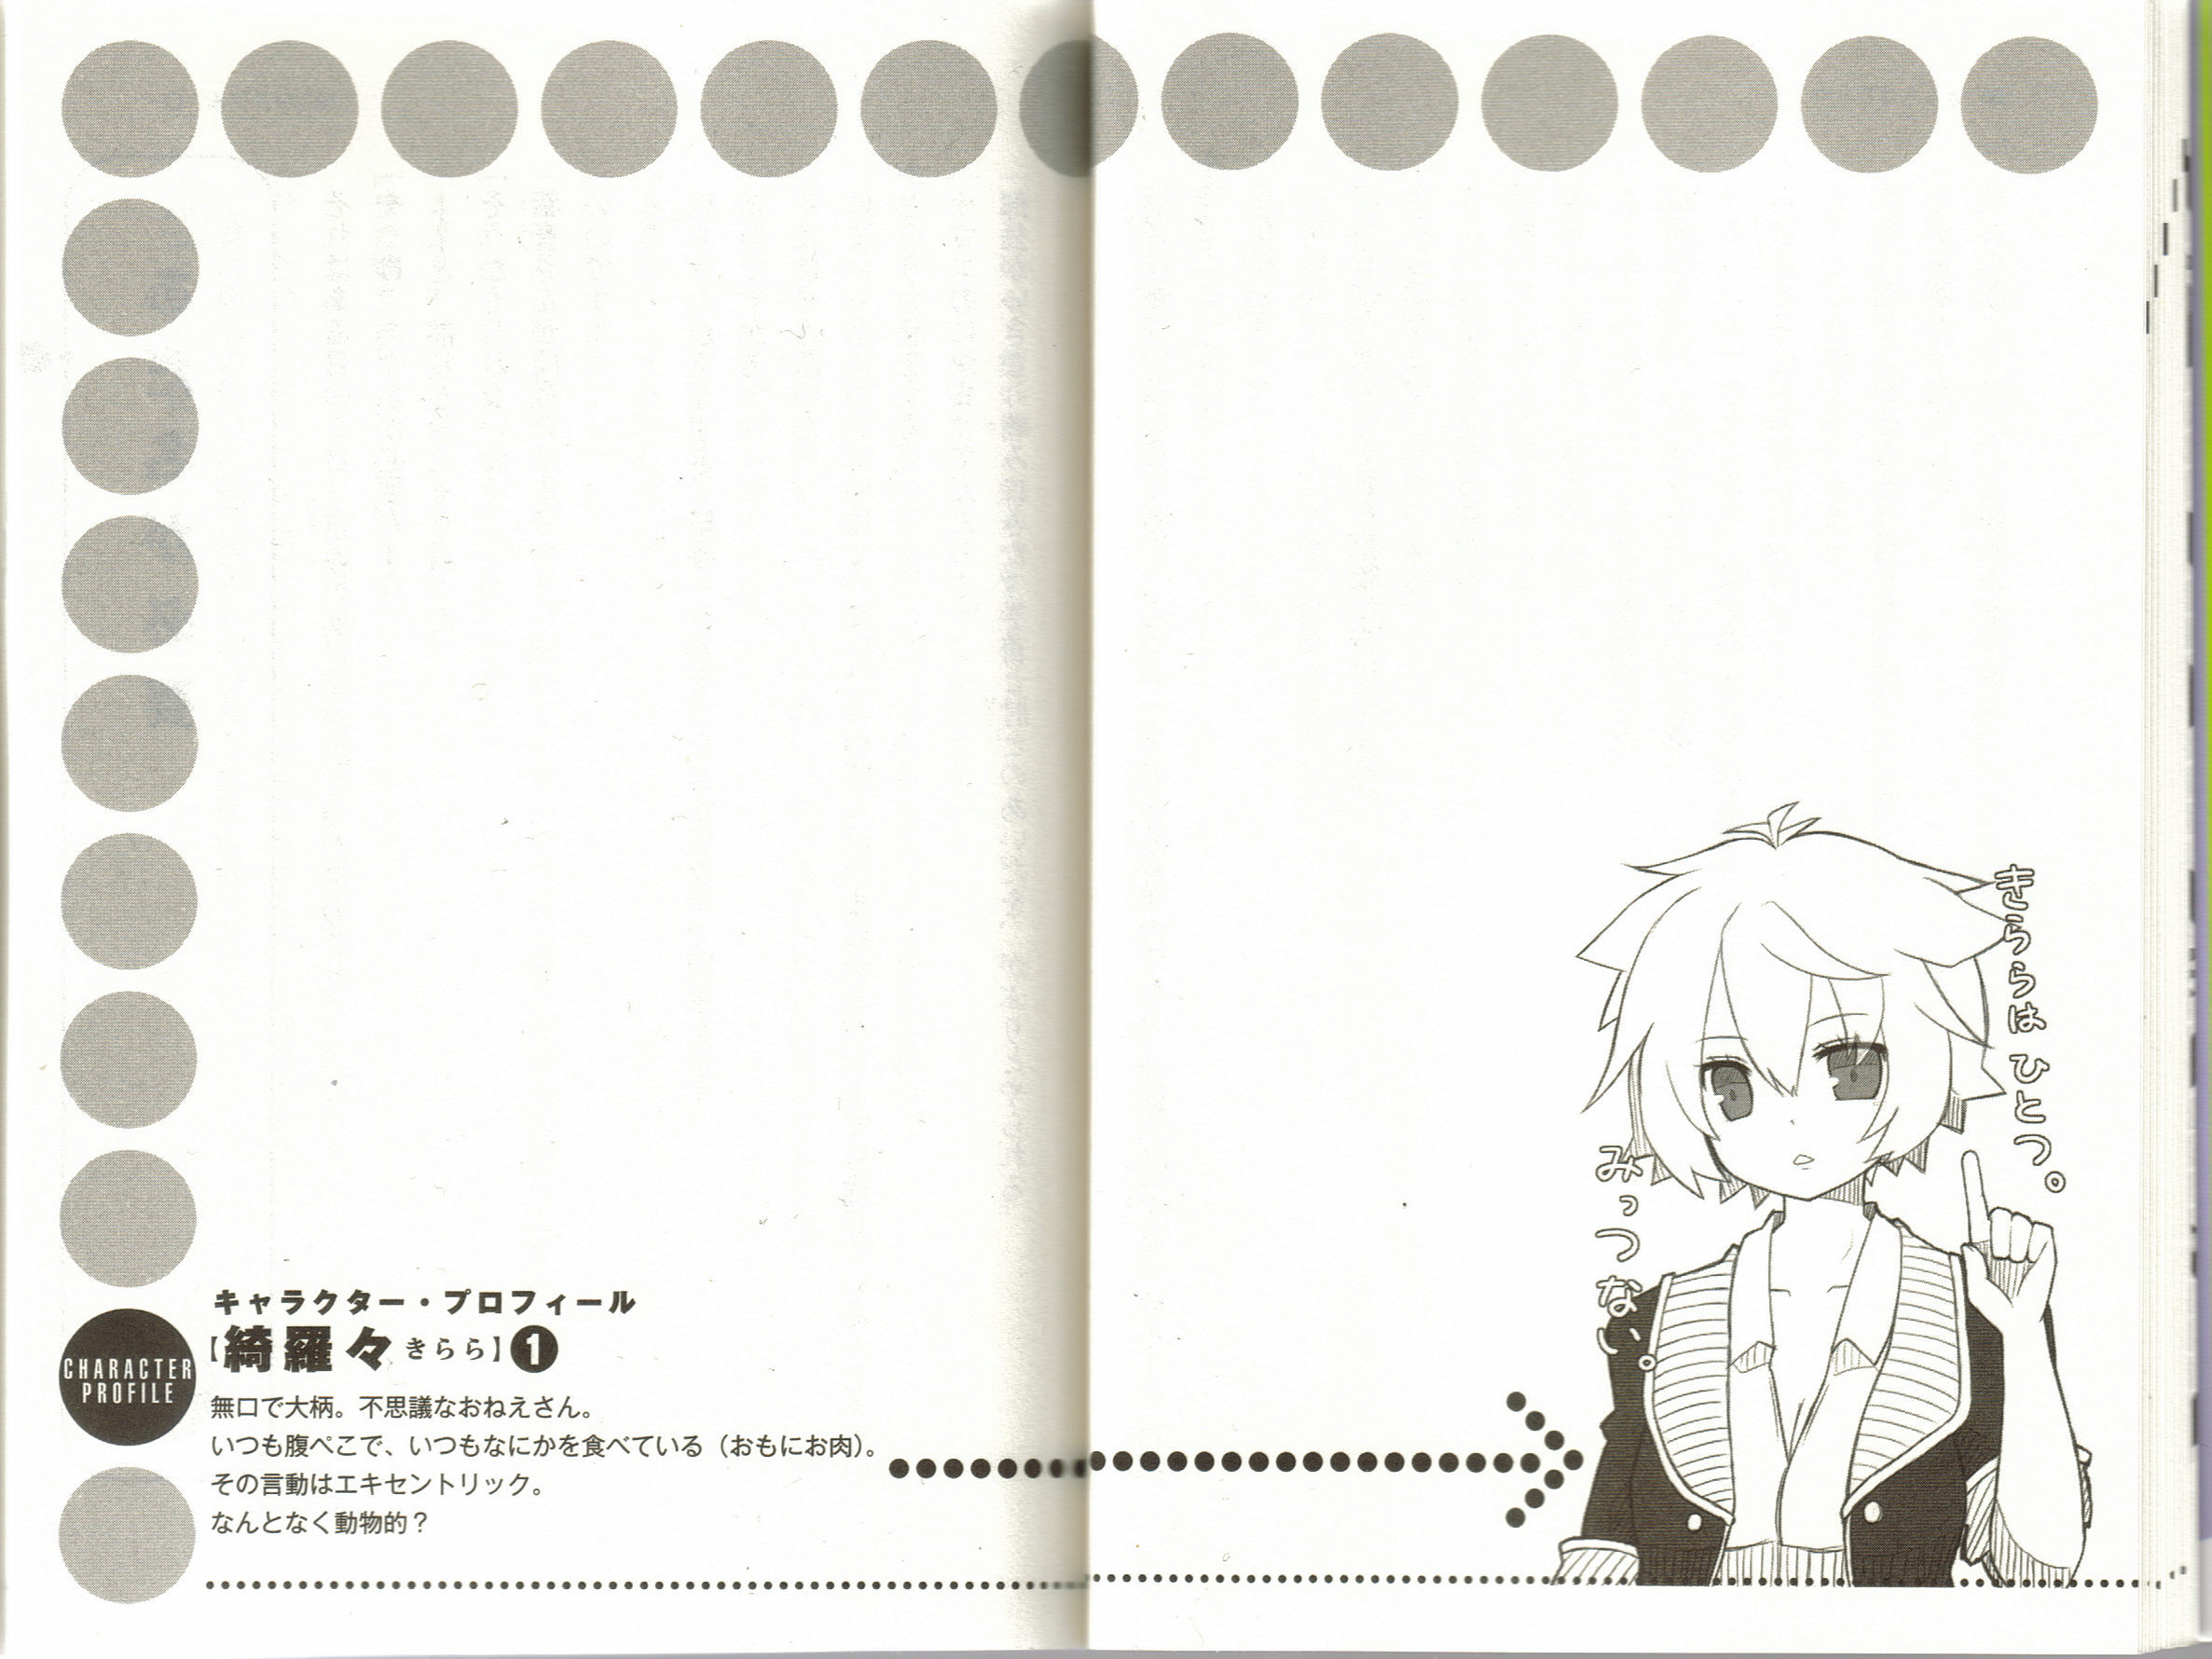 キャラクター・プロフィール
【綺羅々きらら】❶
CHARACTER
PROFILE
無口で大柄。不思議なおねえさん。
いつも腹ぺこで、いつもなにかを食べている（おもにお肉）。
その言動はエキセントリック。
なんとなく動物的？
きららは ひとつ。
みっつ ない。